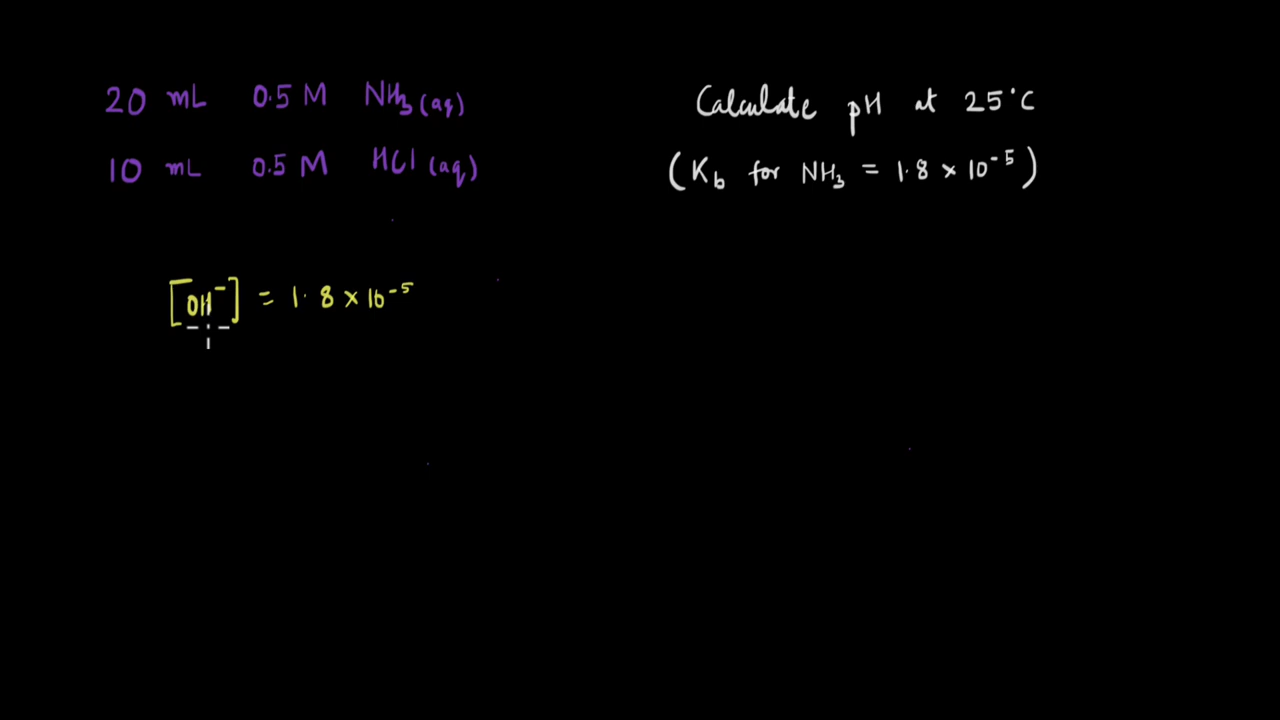 20 mL 0.5 M NH₃ (aq)
10 mL 0.5 M HCl (aq)
Calculate pH at 25°C
(K_b for NH₃ = 1.8 × 10⁻⁵)
[OH⁻] = 1.8 × 10⁻⁵